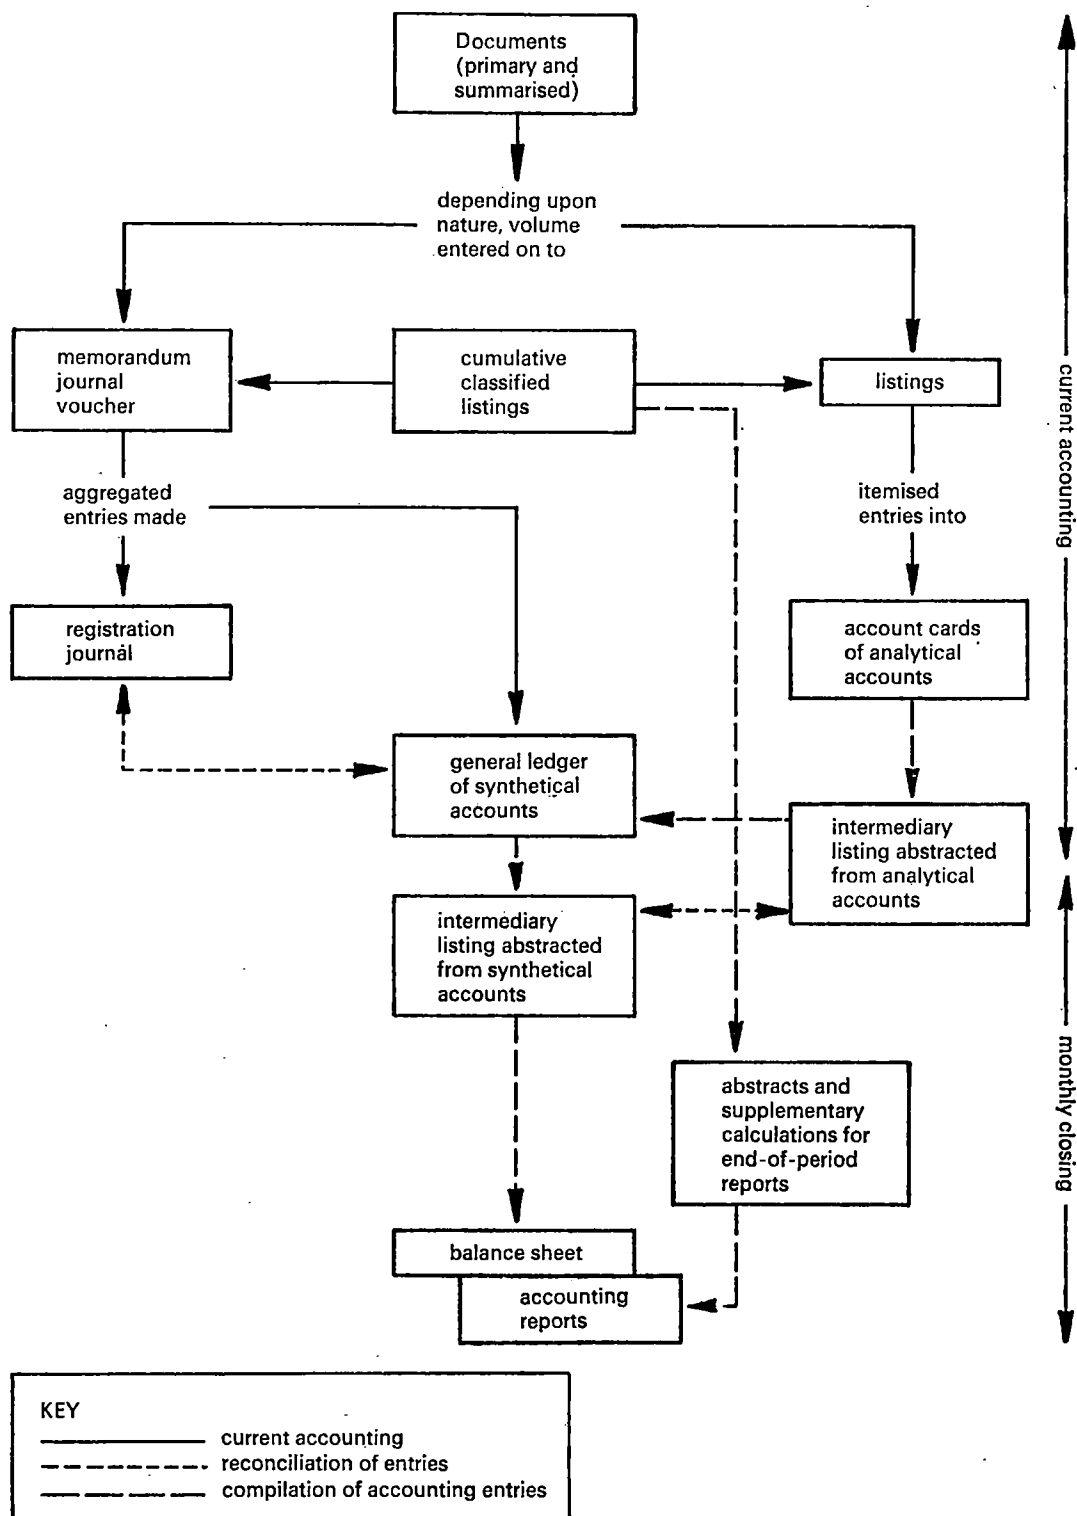 Documents
(primary and
summarised)
depending upon
nature, volume
entered on to
memorandum
journal
voucher
cumulative
classified
listings
listings
aggregated
entries made
itemised
entries into
current accounting
registration
journal
account cards
of analytical
accounts
general ledger
of synthetical
accounts
intermediary
listing abstracted
from analytical
accounts
intermediary
listing abstracted
from synthetical
accounts
monthly closing
abstracts and
supplementary
calculations for
end-of-period
reports
balance sheet
accounting
reports
KEY
current accounting
reconciliation of entries
compilation of accounting entries